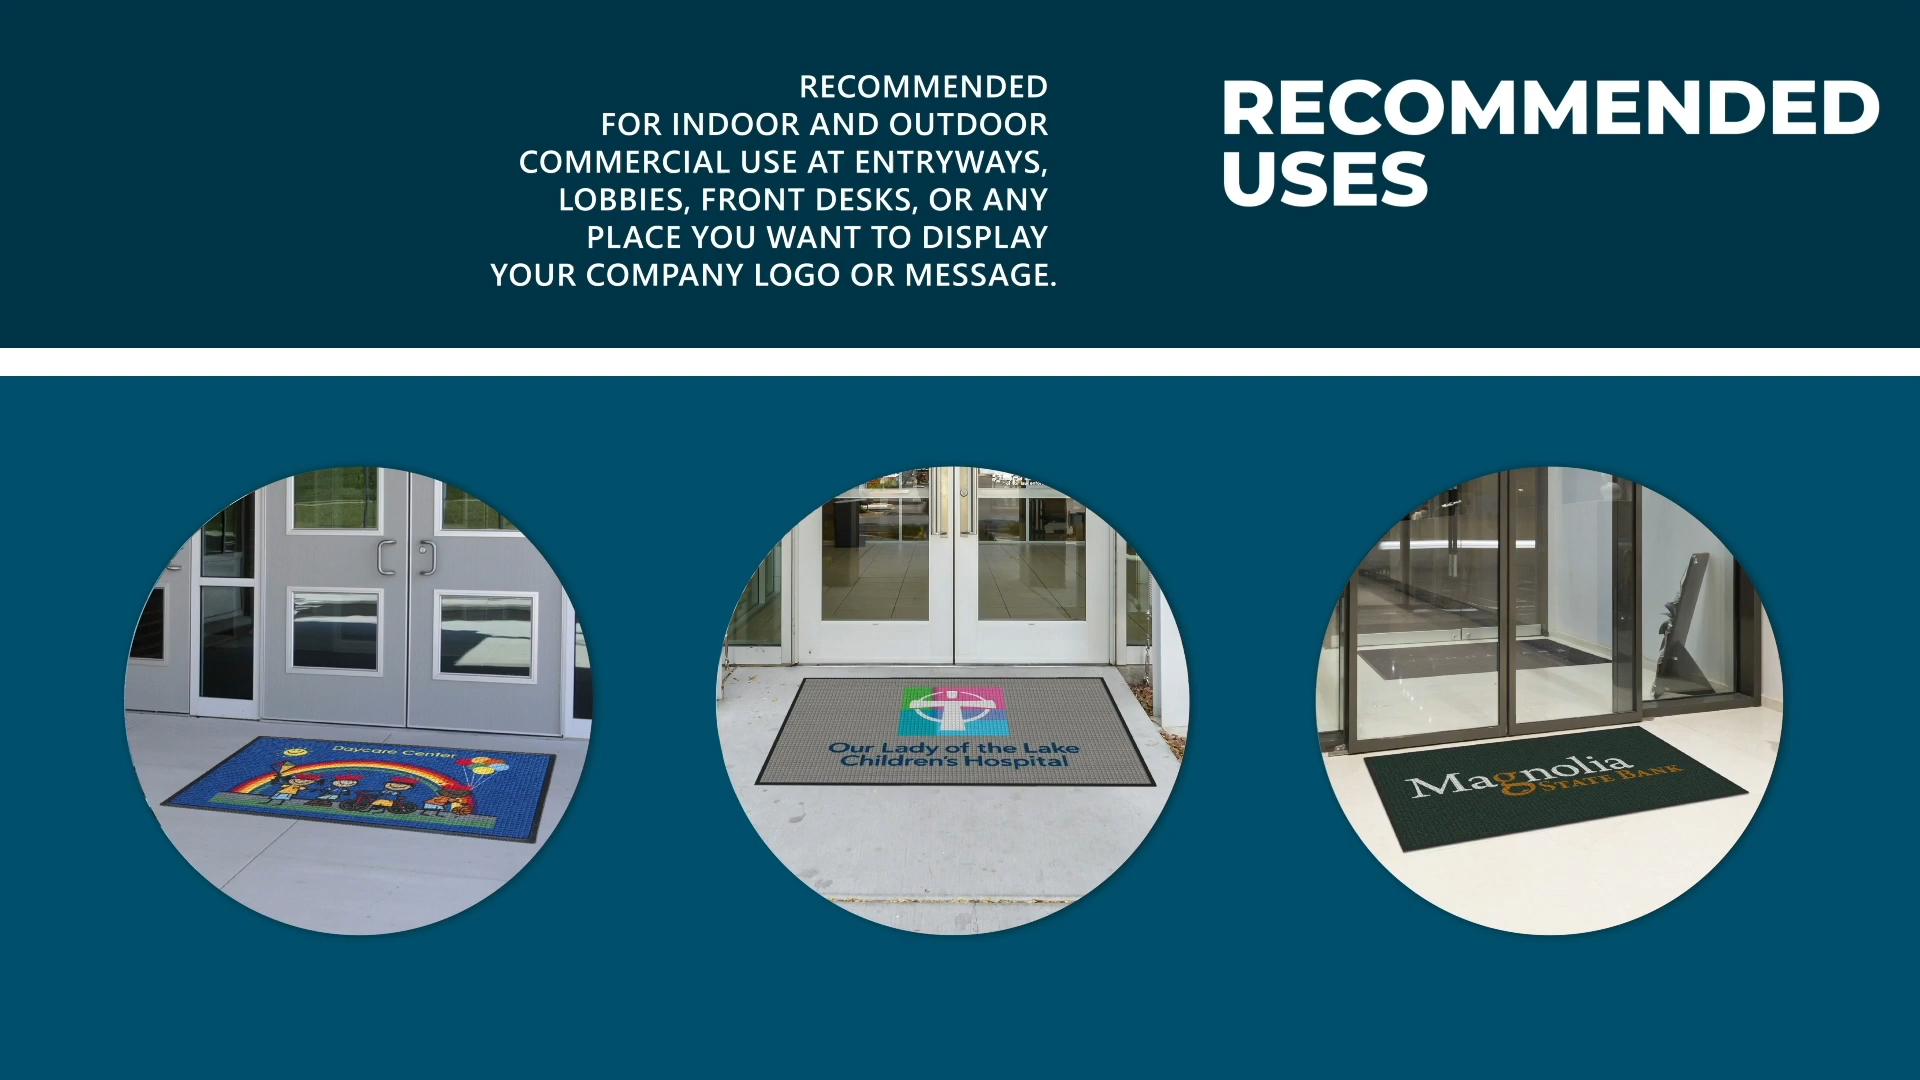 RECOMMENDED
USES
RECOMMENDED
FOR INDOOR AND OUTDOOR
COMMERCIAL USE AT ENTRYWAYS,
LOBBIES, FRONT DESKS, OR ANY
PLACE YOU WANT TO DISPLAY
YOUR COMPANY LOGO OR MESSAGE.
Daycare Center
Our Lady of the Lake
Children's Hospital
Magnolia
STATE BANK